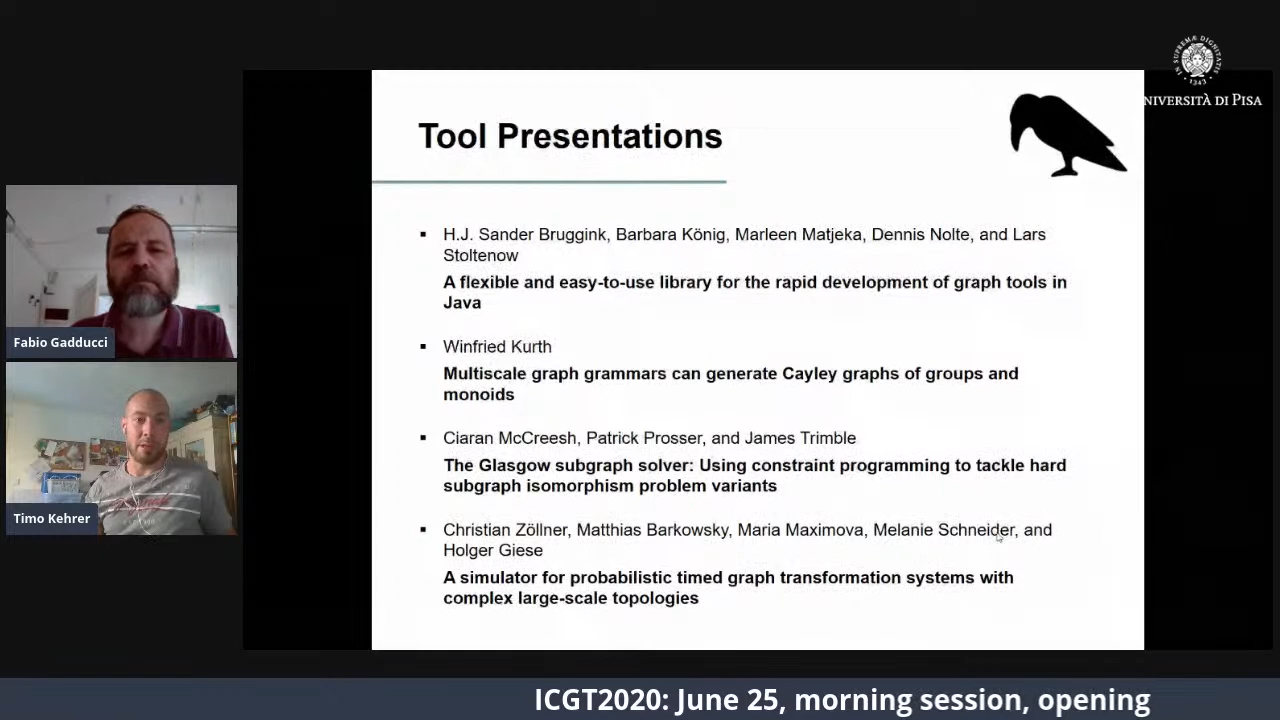 IN SUPREMÆ DIGNITATIS
1343
NIVERSITÀ DI PISA
Tool Presentations
▪ H.J. Sander Bruggink, Barbara König, Marleen Matjeka, Dennis Nolte, and Lars
Stoltenow
A flexible and easy-to-use library for the rapid development of graph tools in
Java
▪ Winfried Kurth
Multiscale graph grammars can generate Cayley graphs of groups and
monoids
▪ Ciaran McCreesh, Patrick Prosser, and James Trimble
The Glasgow subgraph solver: Using constraint programming to tackle hard
subgraph isomorphism problem variants
▪ Christian Zöllner, Matthias Barkowsky, Maria Maximova, Melanie Schneider, and
Holger Giese
A simulator for probabilistic timed graph transformation systems with
complex large-scale topologies
Fabio Gadducci
Timo Kehrer
ICGT2020: June 25, morning session, opening